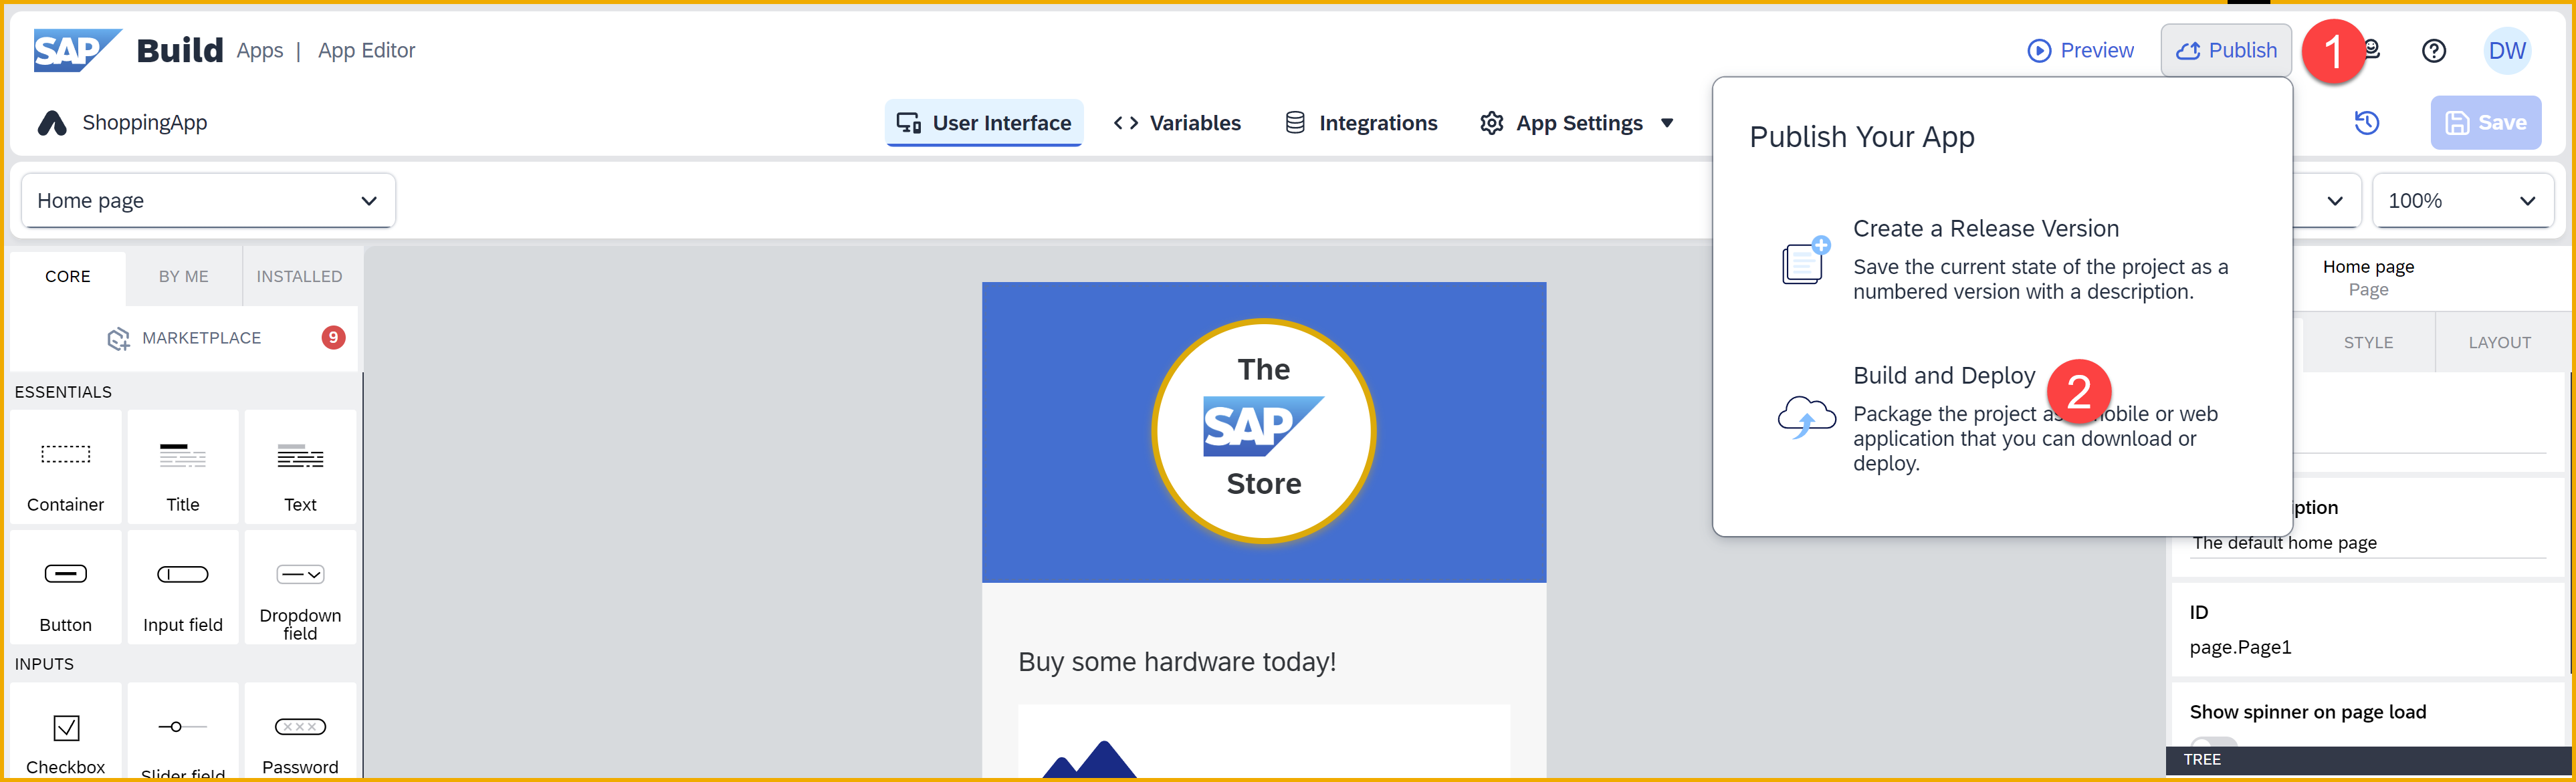 SAP Build Apps | App Editor
Preview
Publish
1
DW
ShoppingApp
User Interface
Variables
Integrations
App Settings
Save
Home page
100%
Publish Your App
Create a Release Version
Save the current state of the project as a
numbered version with a description.
Build and Deploy
2
Package the project as mobile or web
application that you can download or
deploy.
CORE
BY ME
INSTALLED
MARKETPLACE
9
ESSENTIALS
Container
Title
Text
Button
Input field
Dropdown
field
INPUTS
Checkbox
Slider field
Password
The
SAP
Store
Buy some hardware today!
Home page
Page
STYLE
LAYOUT
iption
The default home page
ID
page.Page1
Show spinner on page load
TREE